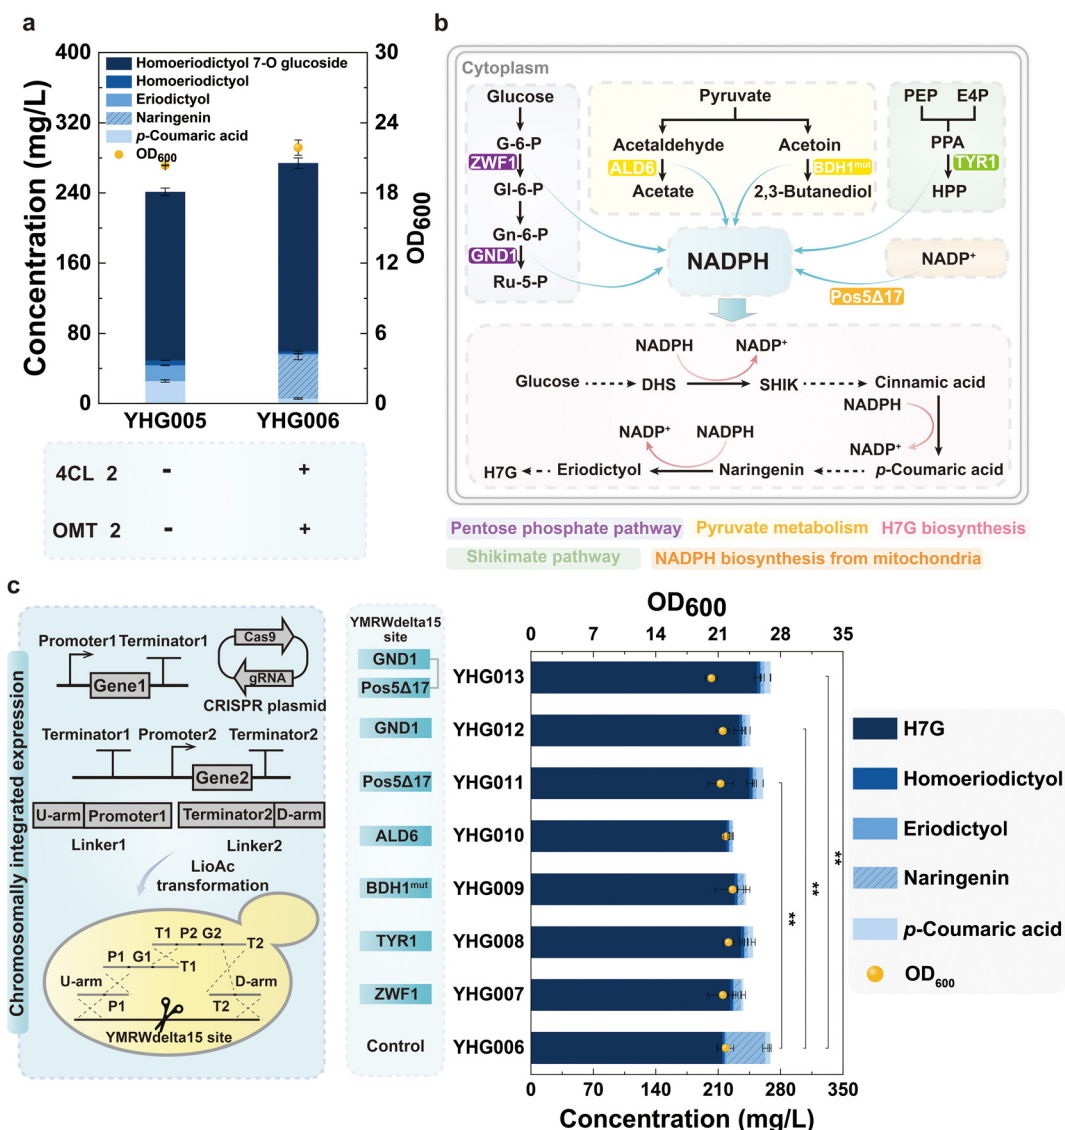 a
400
320
240
160
80
0
Concentration (mg/L)
Homoeriodictyol 7-O glucoside
Homoeriodictyol
Eriodictyol
Naringenin
p-Coumaric acid
OD600
30
24
18
12
6
0
OD600
YHG005
YHG006
4CL 2 - +
OMT 2 - +
b
Cytoplasm
Glucose
G-6-P
ZWF1
Gl-6-P
Gn-6-P
GND1
Ru-5-P
Pyruvate
Acetaldehyde
Acetoin
ALD6
BDH1mut
Acetate
2,3-Butanediol
PEP E4P
PPA
TYR1
HPP
NADPH
NADP+
Pos5Δ17
NADPH
NADP+
Glucose
DHS
SHIK
Cinnamic acid
NADPH
NADP+
NADP+
NADPH
H7G
Eriodictyol
Naringenin
p-Coumaric acid
Pentose phosphate pathway
Pyruvate metabolism
H7G biosynthesis
Shikimate pathway
NADPH biosynthesis from mitochondria
c
Chromosomally integrated expression
Promoter1 Terminator1
Gene1
Cas9
gRNA
CRISPR plasmid
Terminator1
Promoter2
Terminator2
Gene2
U-arm Promoter1
Terminator2 D-arm
Linker1
Linker2
LioAc
transformation
T1 P2 G2
T2
P1 G1
T1
U-arm
D-arm
P1
T2
YMRWdelta15 site
YMRWdelta15
site
GND1
Pos5Δ17
GND1
Pos5Δ17
ALD6
BDH1mut
TYR1
ZWF1
Control
OD600
0 7 14 21 28 35
YHG013
YHG012
YHG011
YHG010
YHG009
YHG008
YHG007
YHG006
**
**
**
0 70 140 210 280 350
Concentration (mg/L)
H7G
Homoeriodictyol
Eriodictyol
Naringenin
p-Coumaric acid
OD600